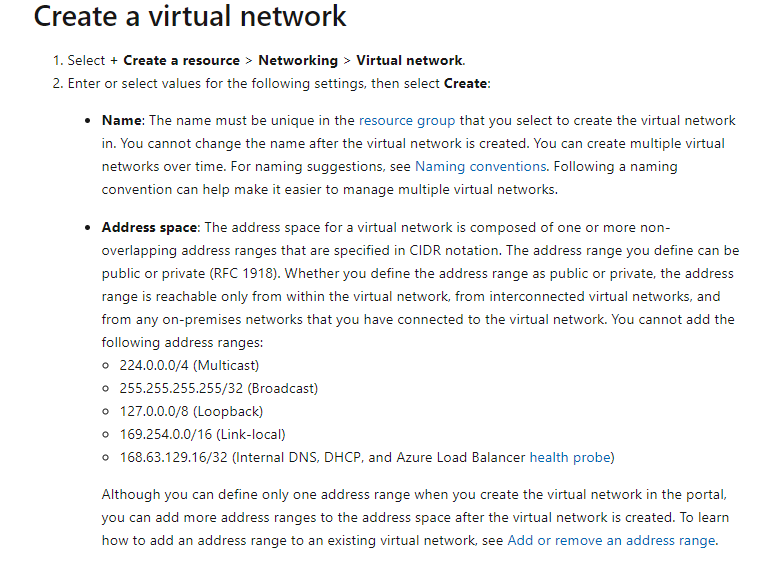 Create a virtual network
1. Select + Create a resource > Networking > Virtual network.
2. Enter or select values for the following settings, then select Create:
• Name: The name must be unique in the resource group that you select to create the virtual network
in. You cannot change the name after the virtual network is created. You can create multiple virtual
networks over time. For naming suggestions, see Naming conventions. Following a naming
convention can help make it easier to manage multiple virtual networks.
• Address space: The address space for a virtual network is composed of one or more non-
overlapping address ranges that are specified in CIDR notation. The address range you define can be
public or private (RFC 1918). Whether you define the address range as public or private, the address
range is reachable only from within the virtual network, from interconnected virtual networks, and
from any on-premises networks that you have connected to the virtual network. You cannot add the
following address ranges:
○ 224.0.0.0/4 (Multicast)
○ 255.255.255.255/32 (Broadcast)
○ 127.0.0.0/8 (Loopback)
○ 169.254.0.0/16 (Link-local)
○ 168.63.129.16/32 (Internal DNS, DHCP, and Azure Load Balancer health probe)
Although you can define only one address range when you create the virtual network in the portal,
you can add more address ranges to the address space after the virtual network is created. To learn
how to add an address range to an existing virtual network, see Add or remove an address range.